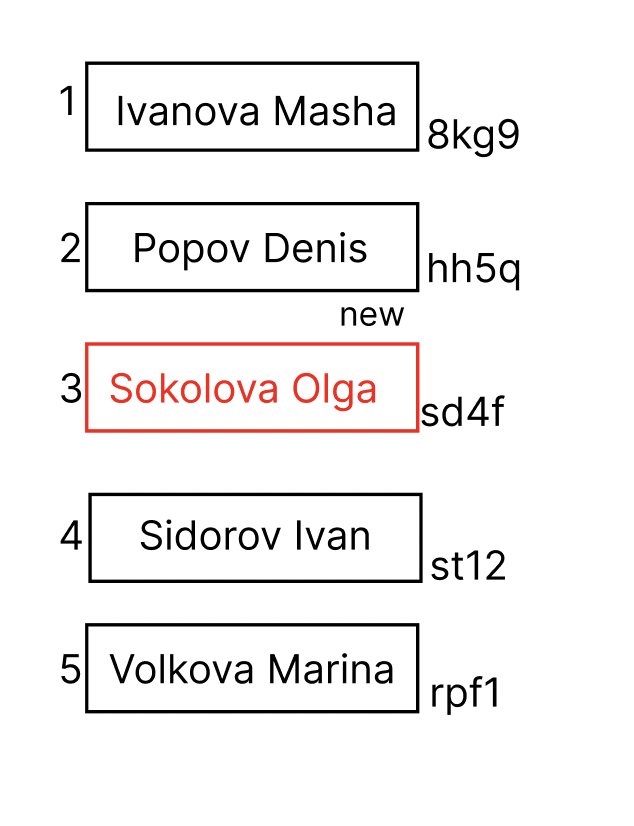 1 Ivanova Masha 8kg9
2 Popov Denis hh5q
new
3 Sokolova Olga sd4f
4 Sidorov Ivan st12
5 Volkova Marina rpf1